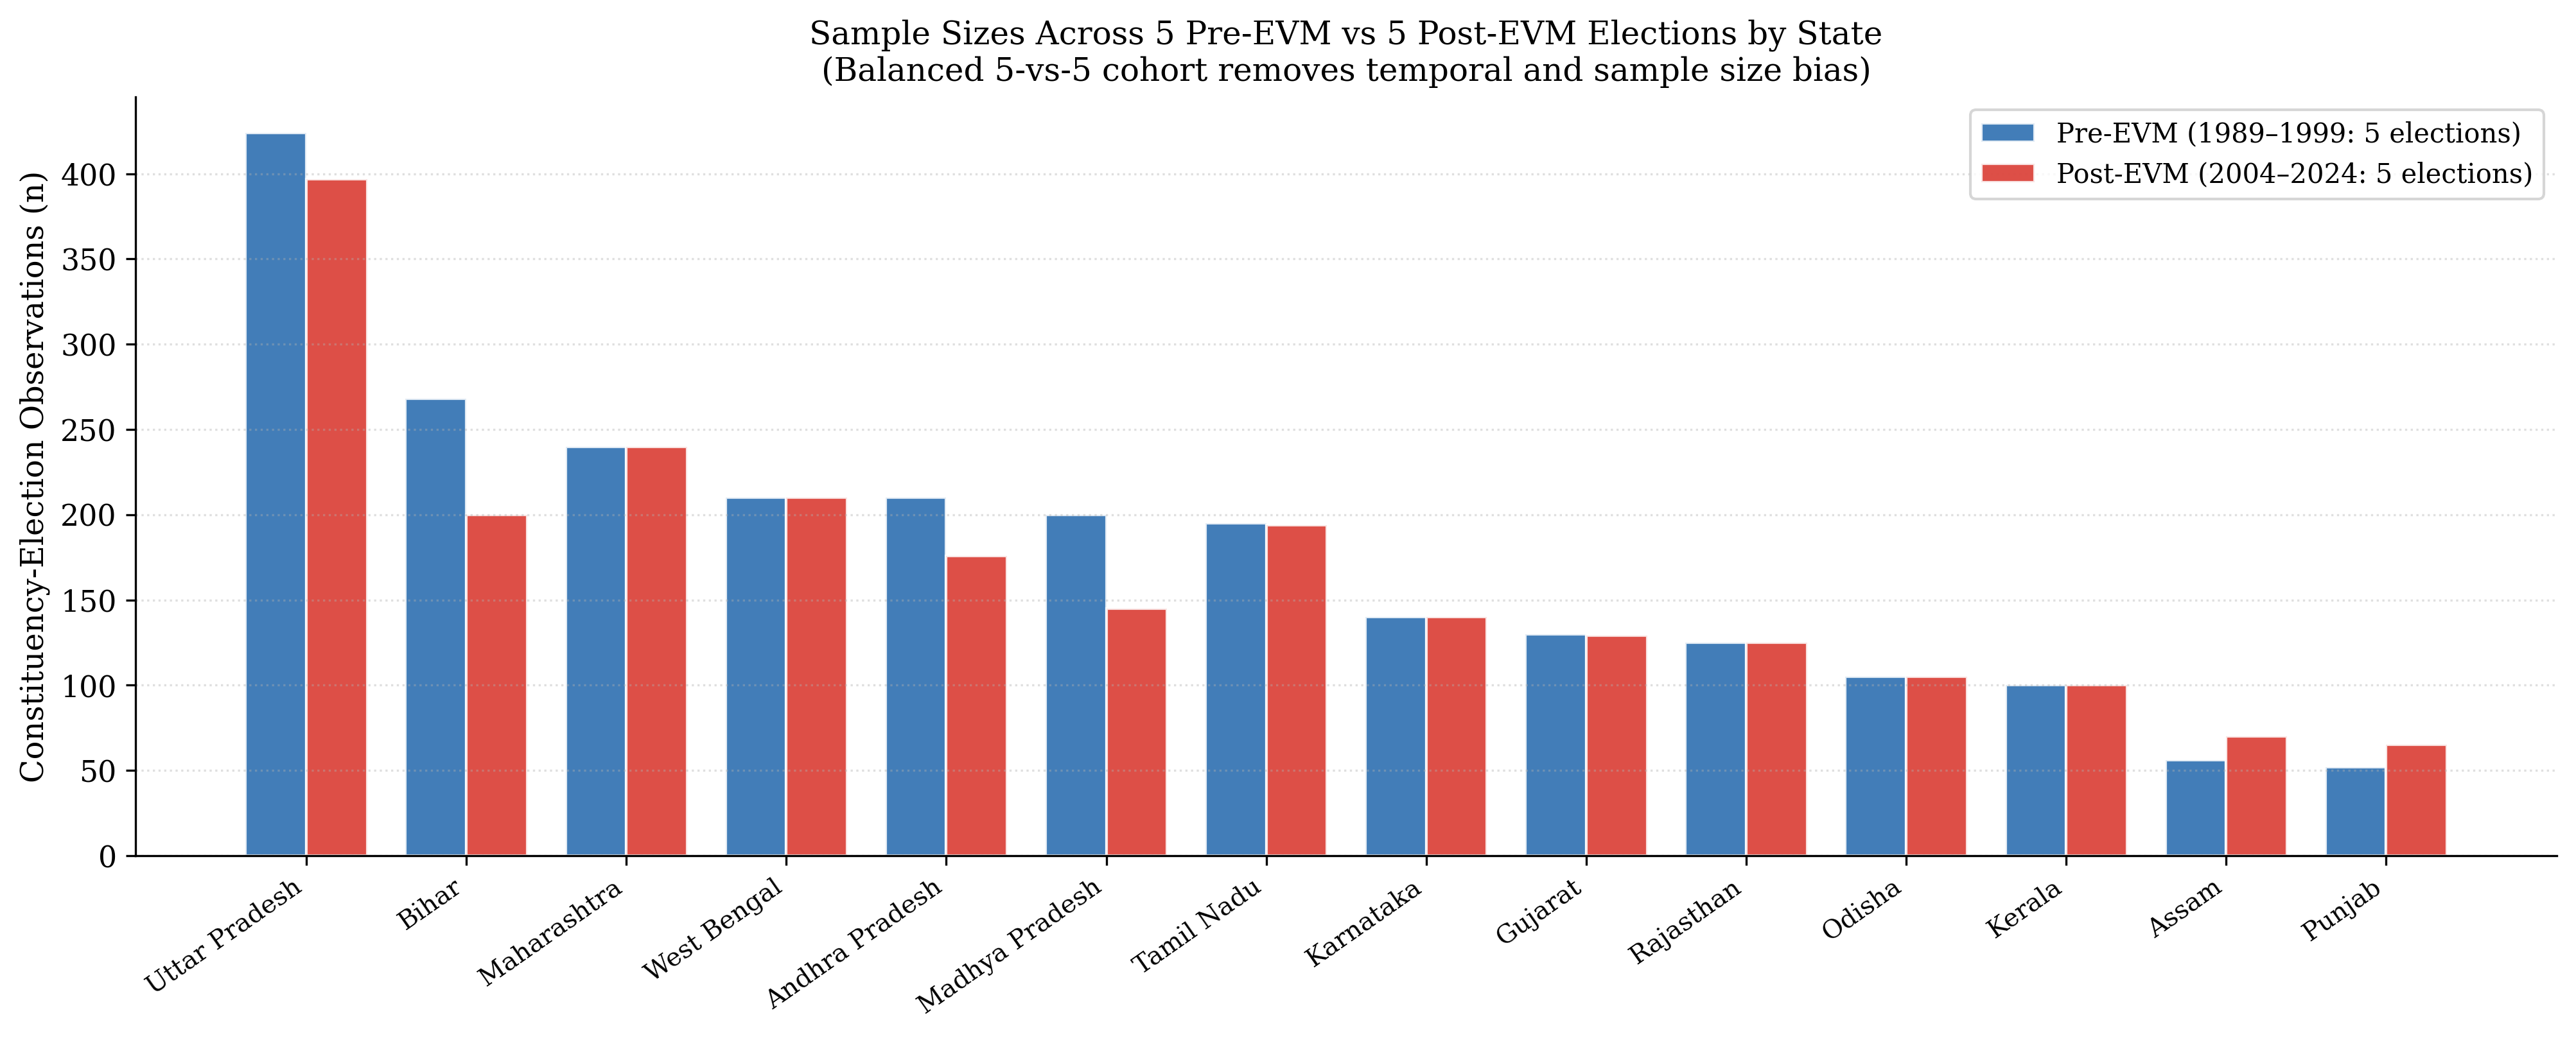 Sample Sizes Across 5 Pre-EVM vs 5 Post-EVM Elections by State
(Balanced 5-vs-5 cohort removes temporal and sample size bias)
Pre-EVM (1989–1999: 5 elections)
Post-EVM (2004–2024: 5 elections)
Constituency-Election Observations (n)
400
350
300
250
200
150
100
50
0
Uttar Pradesh
Bihar
Maharashtra
West Bengal
Andhra Pradesh
Madhya Pradesh
Tamil Nadu
Karnataka
Gujarat
Rajasthan
Odisha
Kerala
Assam
Punjab